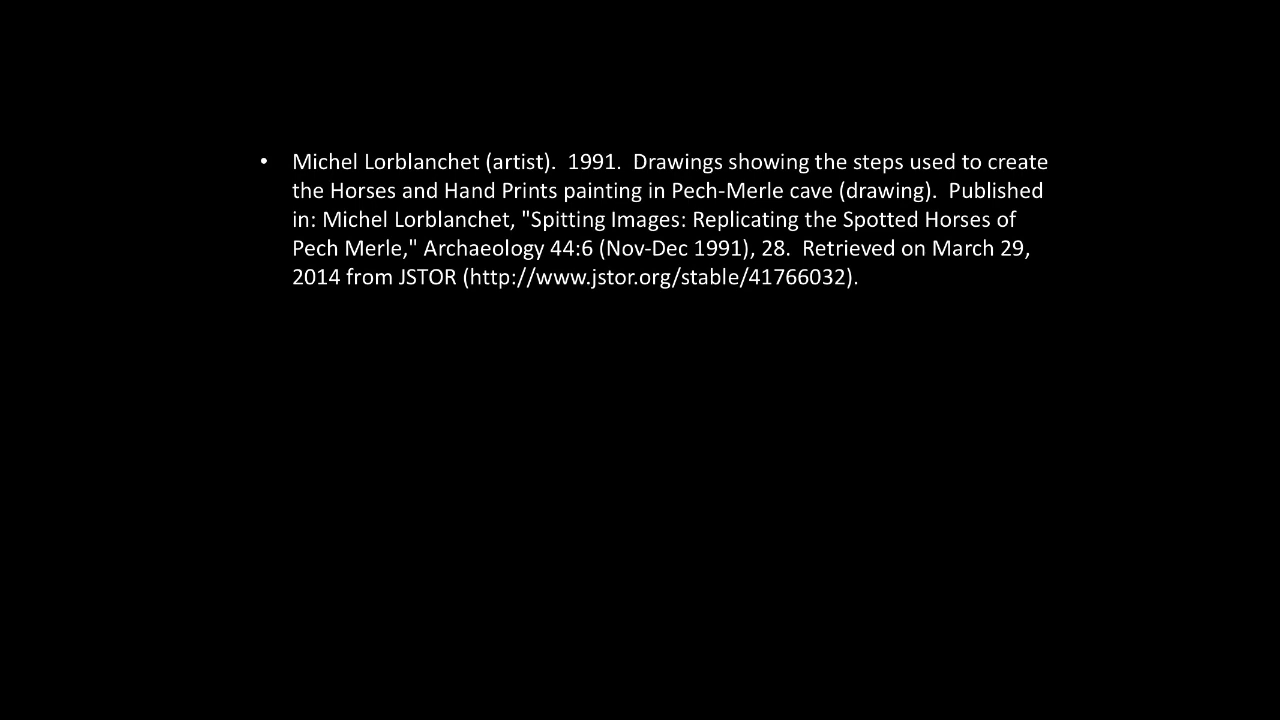 • Michel Lorblanchet (artist).  1991.  Drawings showing the steps used to create
the Horses and Hand Prints painting in Pech-Merle cave (drawing).  Published
in: Michel Lorblanchet, "Spitting Images: Replicating the Spotted Horses of
Pech Merle," Archaeology 44:6 (Nov-Dec 1991), 28.  Retrieved on March 29,
2014 from JSTOR (http://www.jstor.org/stable/41766032).